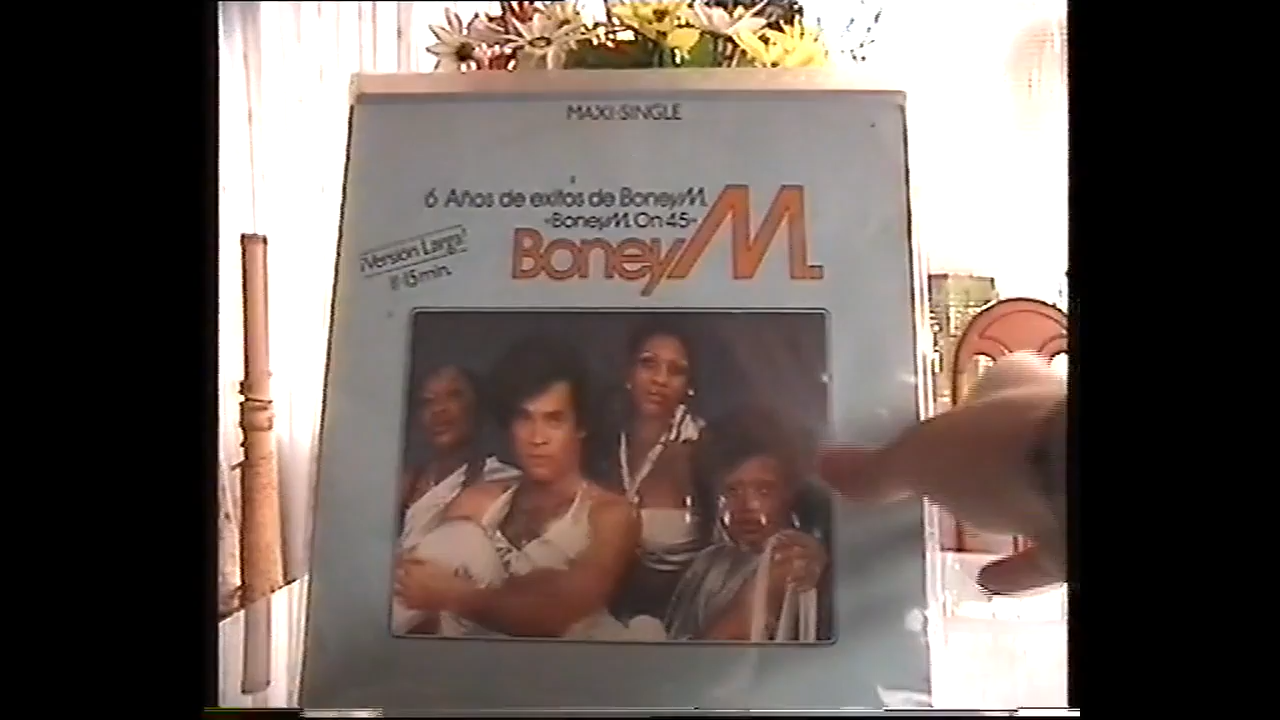 MAXI-SINGLE
6 Años de exitos de Boney M.
«Boney M. On 45»
Boney M.
¡Version Larga!
11·15 min.